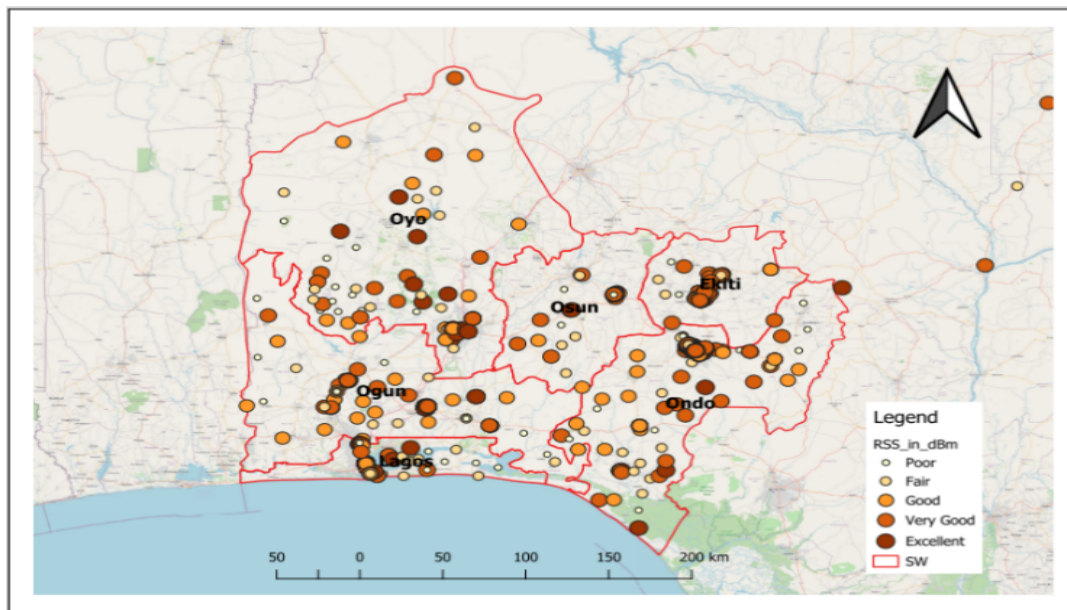 Oyo
Osun
Ekiti
Ogun
Ondo
Lagos
Legend
RSS_in_dBm
Poor
Fair
Good
Very Good
Excellent
SW
50 0 50 100 150 200 km